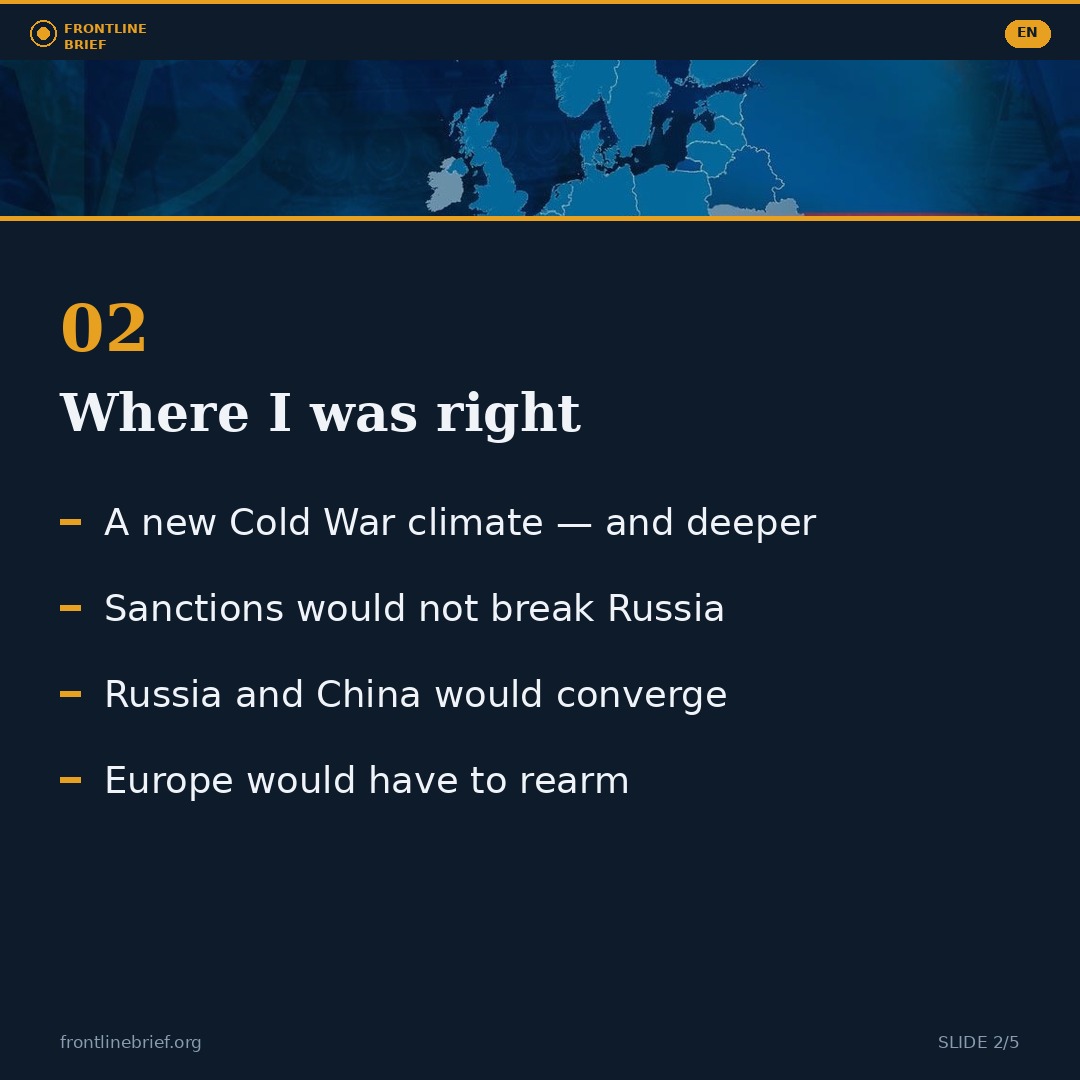 FRONTLINE
BRIEF
EN
02
Where I was right
A new Cold War climate — and deeper
Sanctions would not break Russia
Russia and China would converge
Europe would have to rearm
frontlinebrief.org
SLIDE 2/5